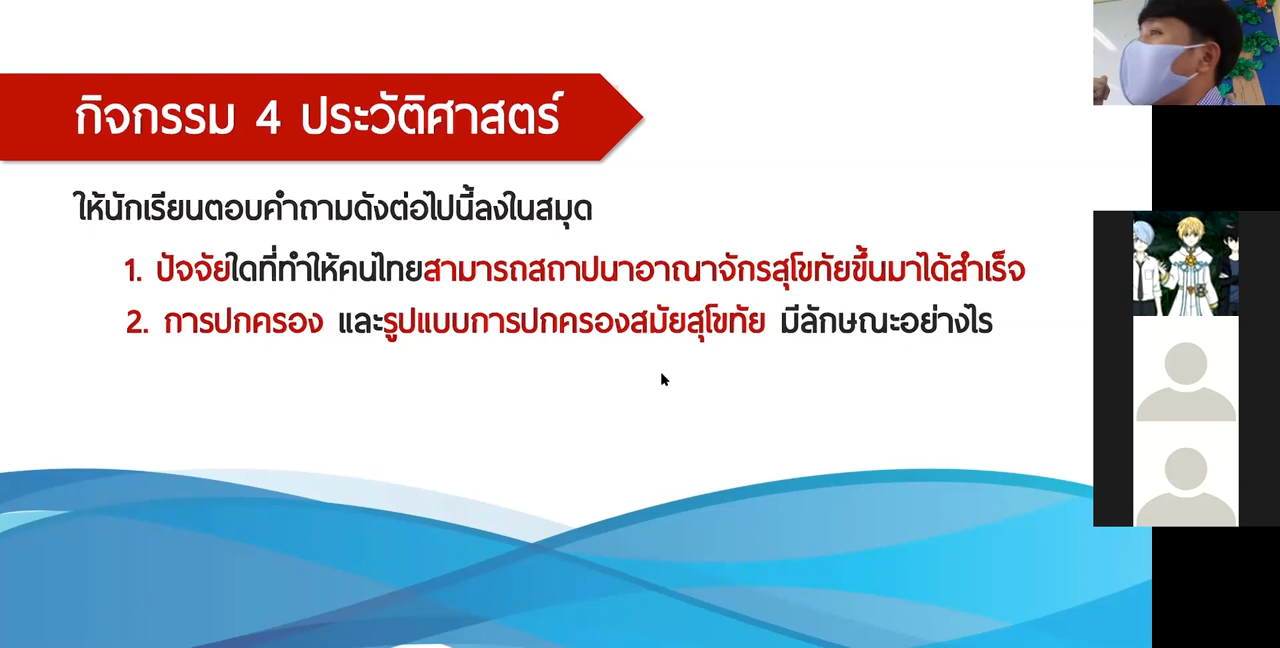 กิจกรรม 4 ประวัติศาสตร์
ให้นักเรียนตอบคำถามดังต่อไปนี้ลงในสมุด
1. ปัจจัยใดที่ทำให้คนไทยสามารถสถาปนาอาณาจักรสุโขทัยขึ้นมาได้สำเร็จ
2. การปกครอง และรูปแบบการปกครองสมัยสุโขทัย มีลักษณะอย่างไร